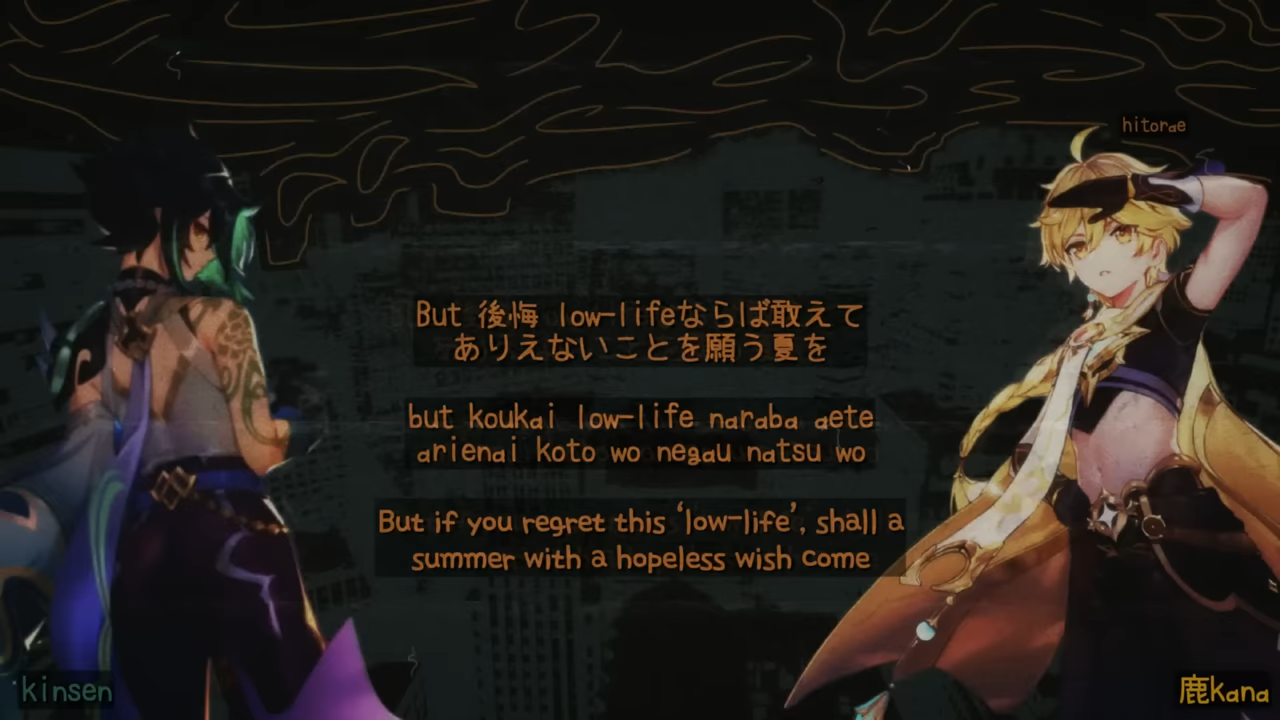 hitorae
But 後悔 low-lifeならば敢えて
ありえないことを願う夏を
but koukai low-life naraba aete
arienai koto wo negau natsu wo
But if you regret this ‘low-life’, shall a
summer with a hopeless wish come
kinsen
鹿kana